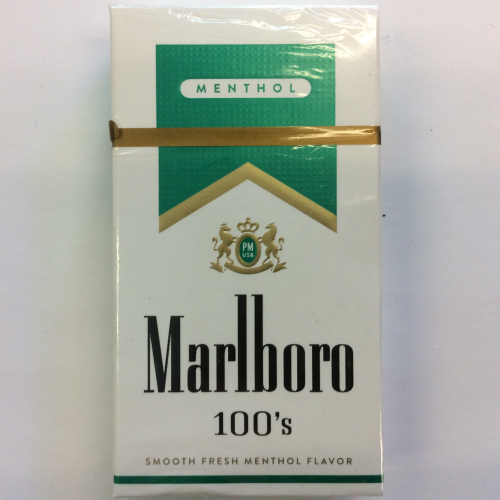 MENTHOL
PM
USA
Marlboro
100's
SMOOTH FRESH MENTHOL FLAVOR